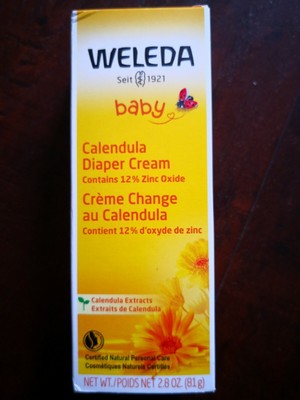 WELEDA
Seit 1921
baby
Calendula
Diaper Cream
Contains 12% Zinc Oxide
Crème Change
au Calendula
Contient 12% d'oxyde de zinc
Calendula Extracts
Extraits de Calendula
Certified Natural Personal Care
Cosmétiques Naturels Certifiés
NET WT./POIDS NET 2.8 OZ. (81g)